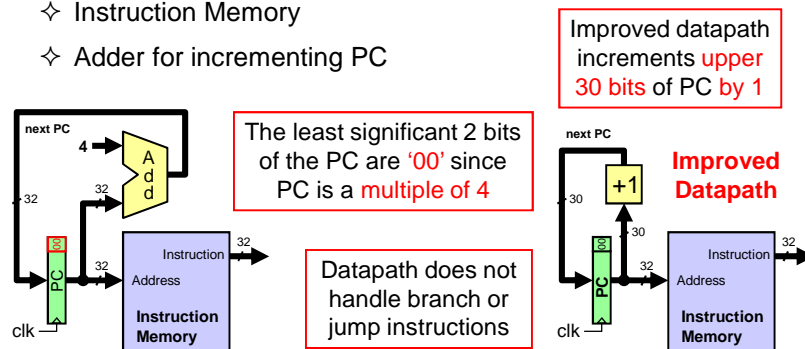 ✧ Instruction Memory
✧ Adder for incrementing PC
Improved datapath
increments upper
30 bits of PC by 1
next PC
4
A
d
d
32
32
00
PC
32
Address
Instruction
32
Instruction
Memory
clk
The least significant 2 bits
of the PC are ‘00’ since
PC is a multiple of 4
Datapath does not
handle branch or
jump instructions
next PC
+1
Improved
Datapath
30
30
00
PC
32
Address
Instruction
32
Instruction
Memory
clk